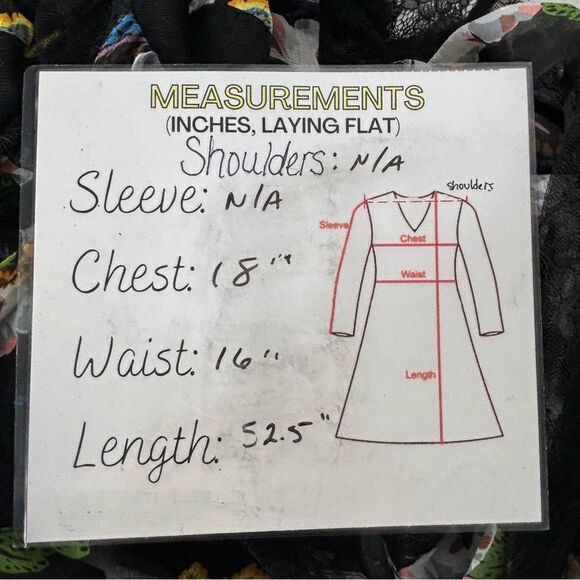 MEASUREMENTS
(INCHES, LAYING FLAT)
Shoulders: N/A
Sleeve: N/A
Chest: 18"
Waist: 16"
Length: 52.5"
shoulders
Sleeve
Chest
Waist
Length